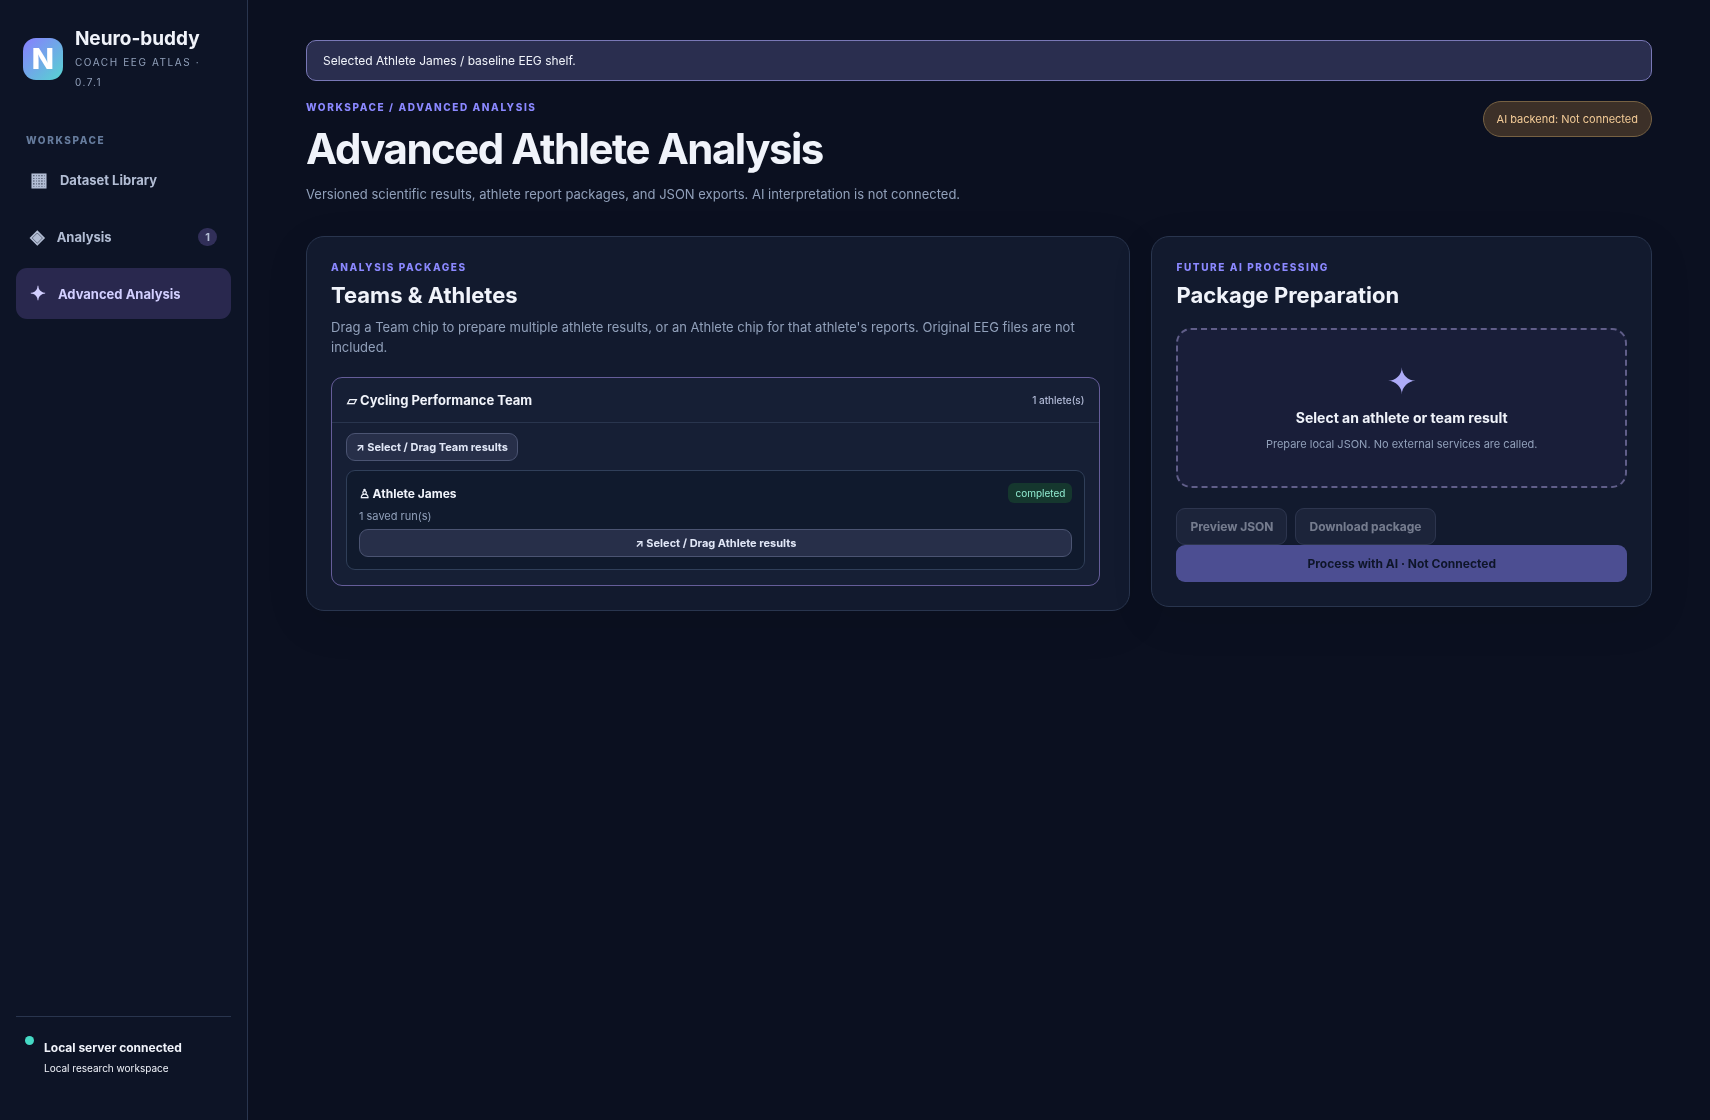 N
Neuro-buddy
COACH EEG ATLAS ·
0.7.1
WORKSPACE
Dataset Library
Analysis
1
Advanced Analysis
Local server connected
Local research workspace
Selected Athlete James / baseline EEG shelf.
WORKSPACE / ADVANCED ANALYSIS
Advanced Athlete Analysis
Versioned scientific results, athlete report packages, and JSON exports. AI interpretation is not connected.
AI backend: Not connected
ANALYSIS PACKAGES
Teams & Athletes
Drag a Team chip to prepare multiple athlete results, or an Athlete chip for that athlete's reports. Original EEG files are not
included.
Cycling Performance Team
1 athlete(s)
↗ Select / Drag Team results
Athlete James
completed
1 saved run(s)
↗ Select / Drag Athlete results
FUTURE AI PROCESSING
Package Preparation
Select an athlete or team result
Prepare local JSON. No external services are called.
Preview JSON
Download package
Process with AI · Not Connected